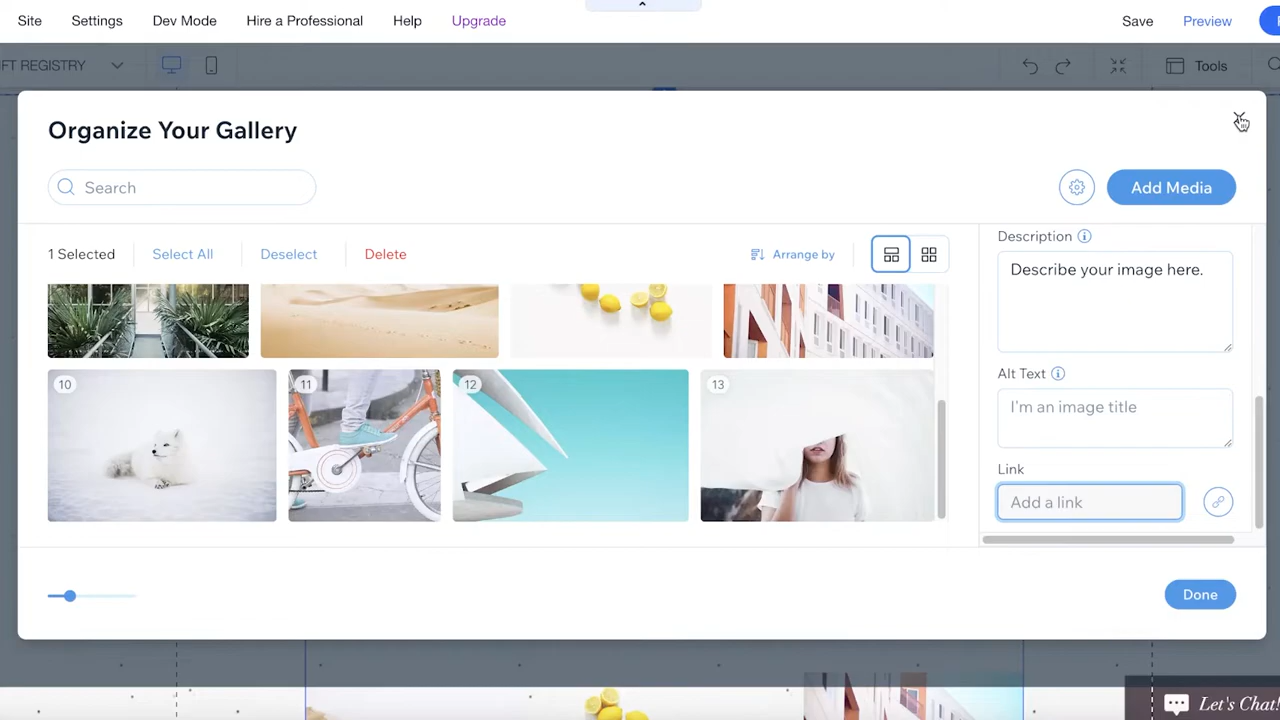 Site Settings Dev Mode Hire a Professional Help Upgrade Save Preview
FT REGISTRY Tools
Organize Your Gallery
Search Add Media
1 Selected Select All Deselect Delete Arrange by
Description
Describe your image here.
Alt Text
I'm an image title
Link
Add a link
10 11 12 13
Done
Let's Chat!